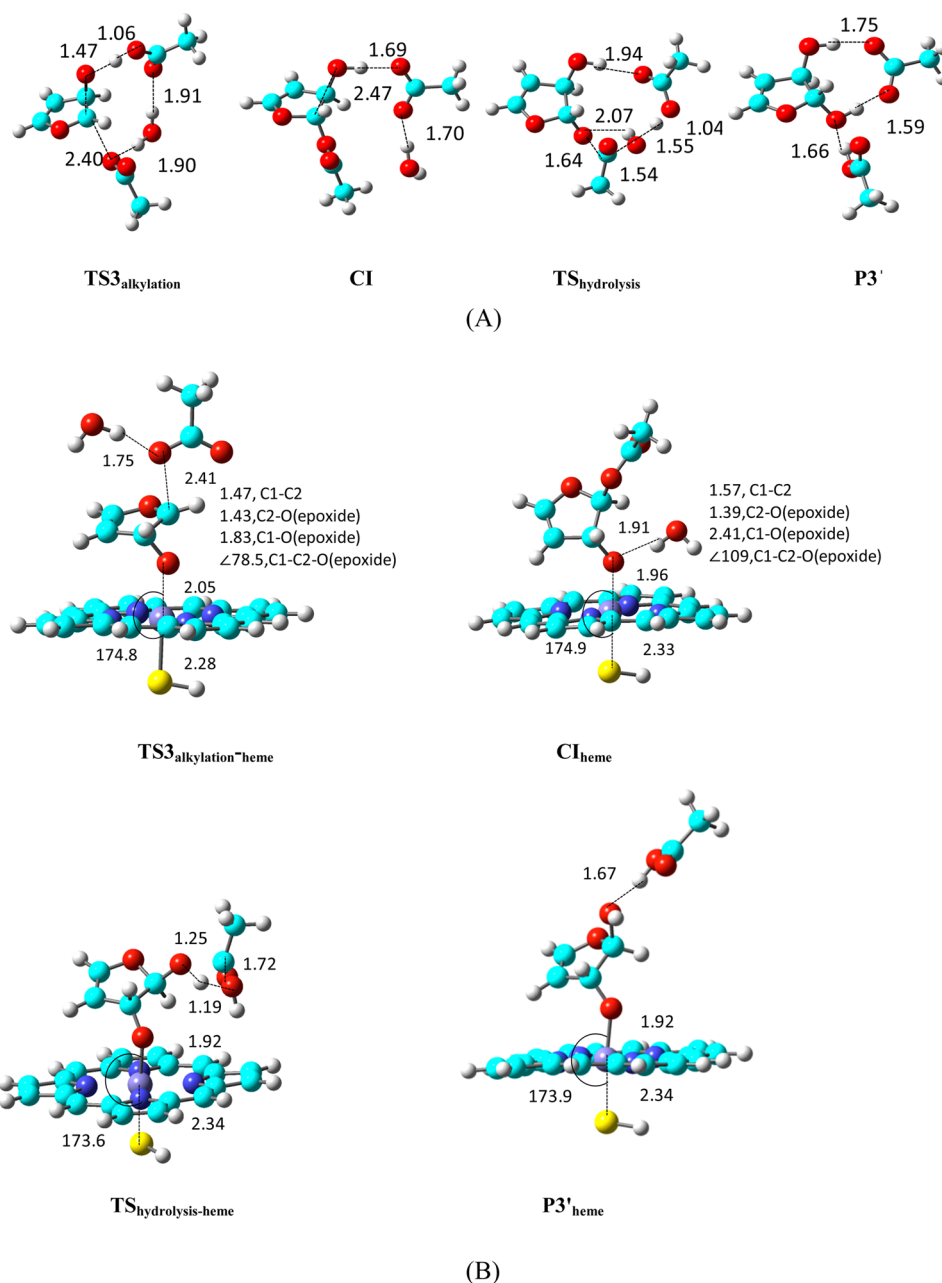 1.06
1.47
1.91
2.40
1.90
1.69
2.47
1.70
1.94
2.07
1.04
1.64
1.55
1.54
1.75
1.59
1.66
TS3alkylation
CI
TShydrolysis
P3'
(A)
1.75
2.41
1.47, C1-C2
1.43,C2-O(epoxide)
1.83,C1-O(epoxide)
∠78.5,C1-C2-O(epoxide)
2.05
174.8
2.28
1.57, C1-C2
1.39,C2-O(epoxide)
2.41,C1-O(epoxide)
∠109,C1-C2-O(epoxide)
1.91
1.96
174.9
2.33
TS3alkylation-heme
CIheme
1.25
1.72
1.19
1.92
173.6
2.34
1.67
1.92
173.9
2.34
TShydrolysis-heme
P3'heme
(B)